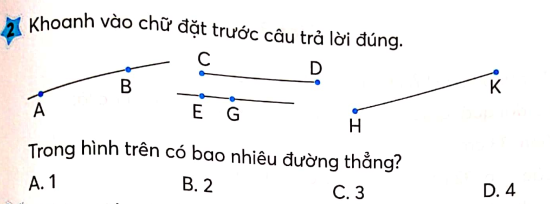 2 Khoanh vào chữ đặt trước câu trả lời đúng.
C D
A B E G H K
Trong hình trên có bao nhiêu đường thẳng?
A. 1 B. 2 C. 3 D. 4